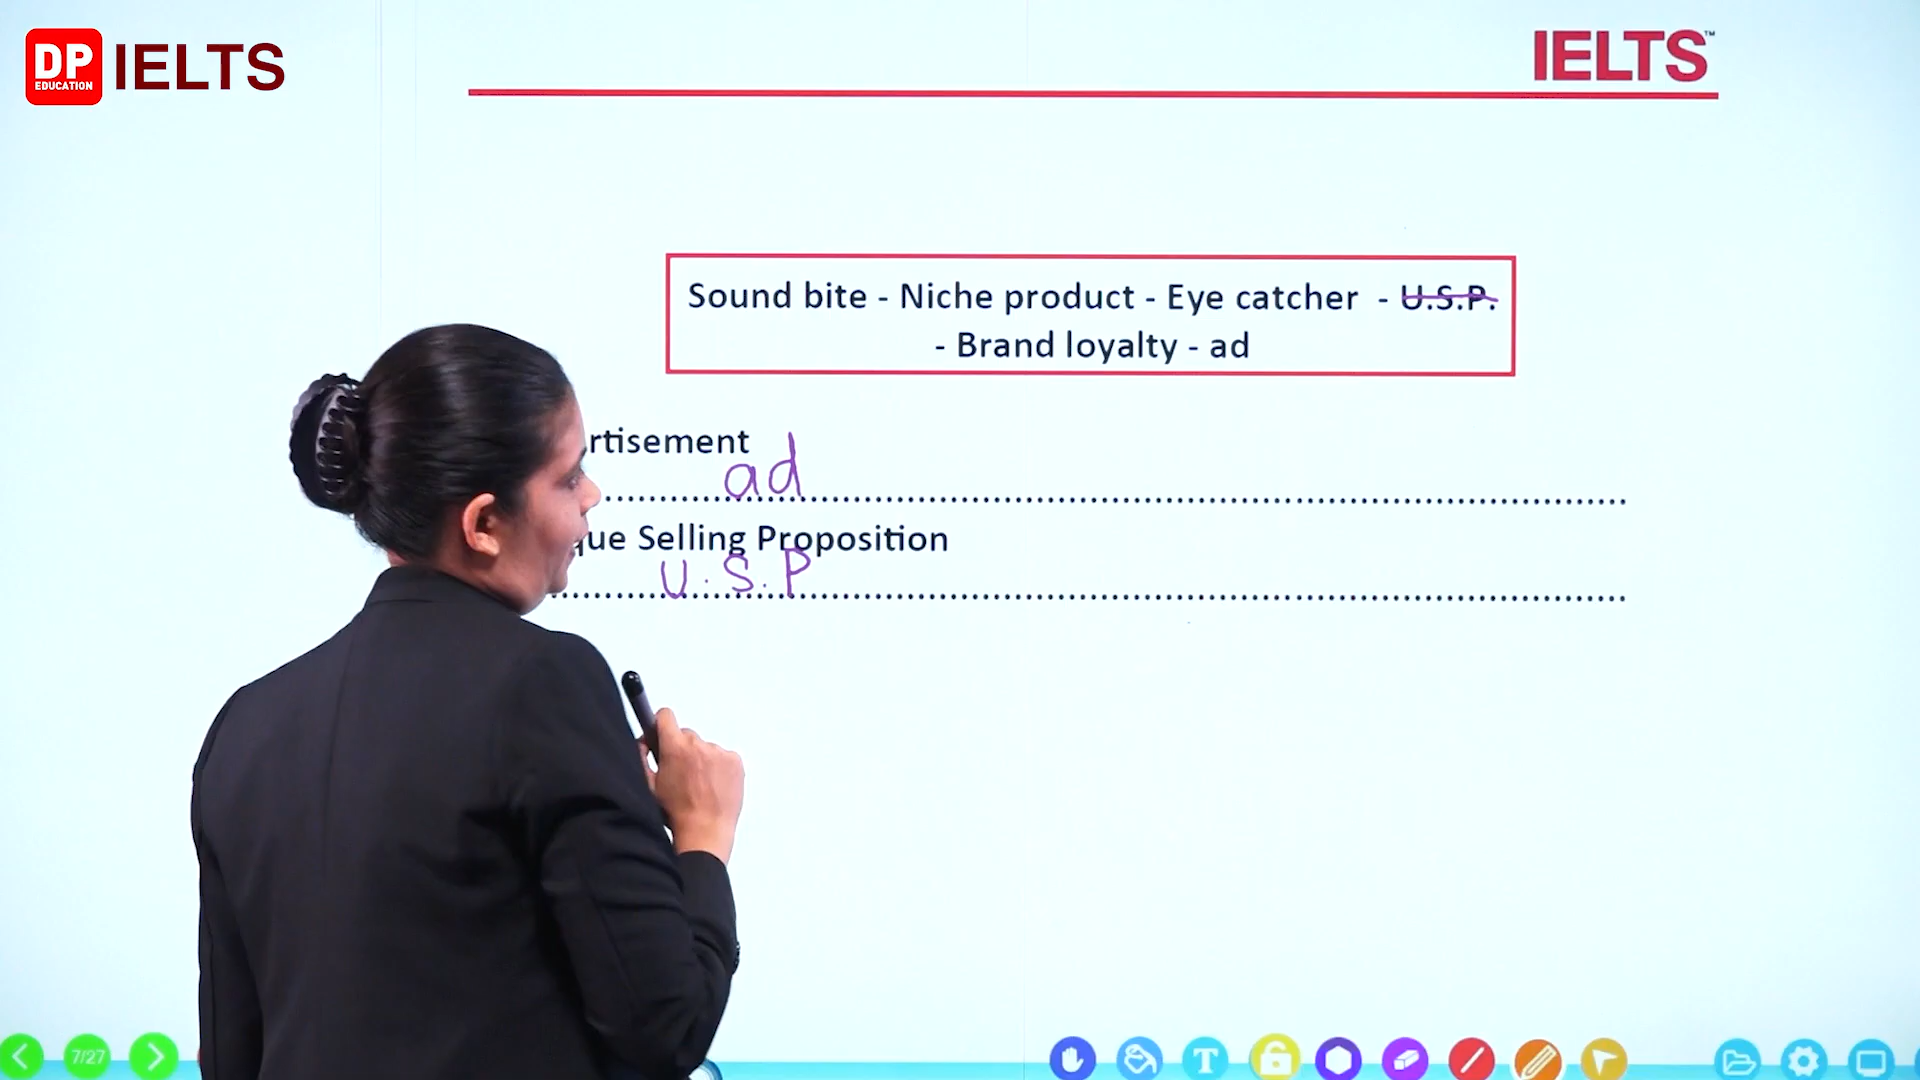 DP EDUCATION IELTS
IELTS™
Sound bite - Niche product - Eye catcher - U.S.P.
- Brand loyalty - ad
rtisement
ad
que Selling Proposition
U.S.P
7/27
T